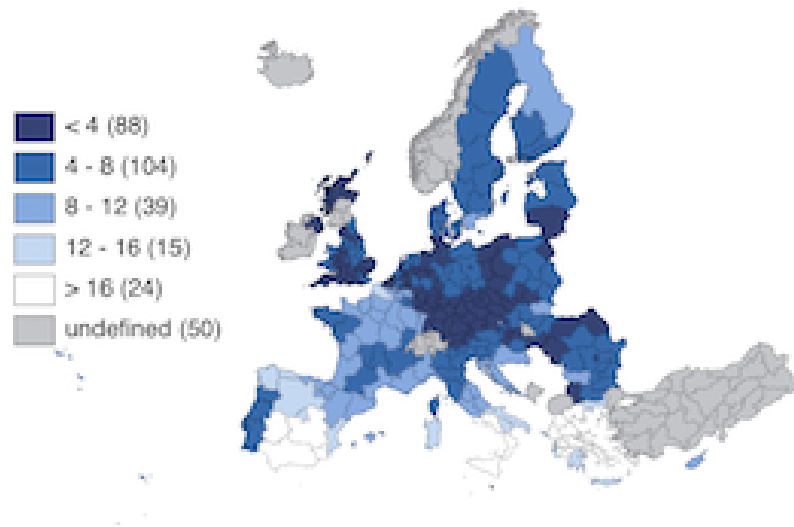 < 4 (88)
4 - 8 (104)
8 - 12 (39)
12 - 16 (15)
> 16 (24)
undefined (50)